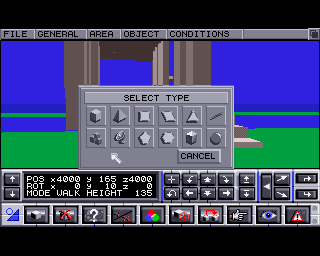 FILE GENERAL AREA OBJECT CONDITIONS
SELECT TYPE
CANCEL
POS x4000 y 165 z4000
ROT x 0 y 10 z 0
MODE WALK HEIGHT 135